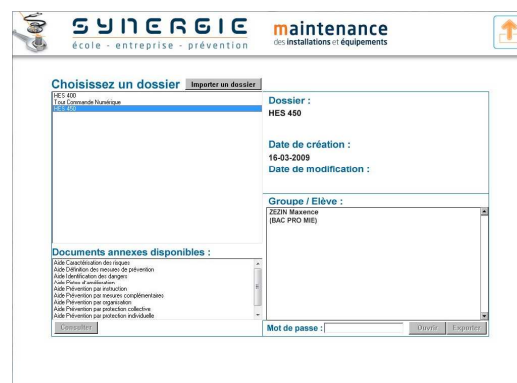 SYNERGIE
école - entreprise - prévention
maintenance
des installations et équipements
Choisissez un dossier
Importer un dossier
HES 400
Tour Commande Numérique
HES 450
Dossier :
HES 450
Date de création :
16-03-2009
Date de modification :
Groupe / Elève :
ZEZIN Maxence
(BAC PRO MIE)
Documents annexes disponibles :
Aide Caractérisation des risques
Aide Définition des mesures de prévention
Aide Identification des dangers
Aide Pistes d'amélioration
Aide Prévention par instruction
Aide Prévention par mesures complémentaires
Aide Prévention par organisation
Aide Prévention par protection collective
Aide Prévention par protection individuelle
Consulter
Mot de passe :
Ouvrir
Exporter